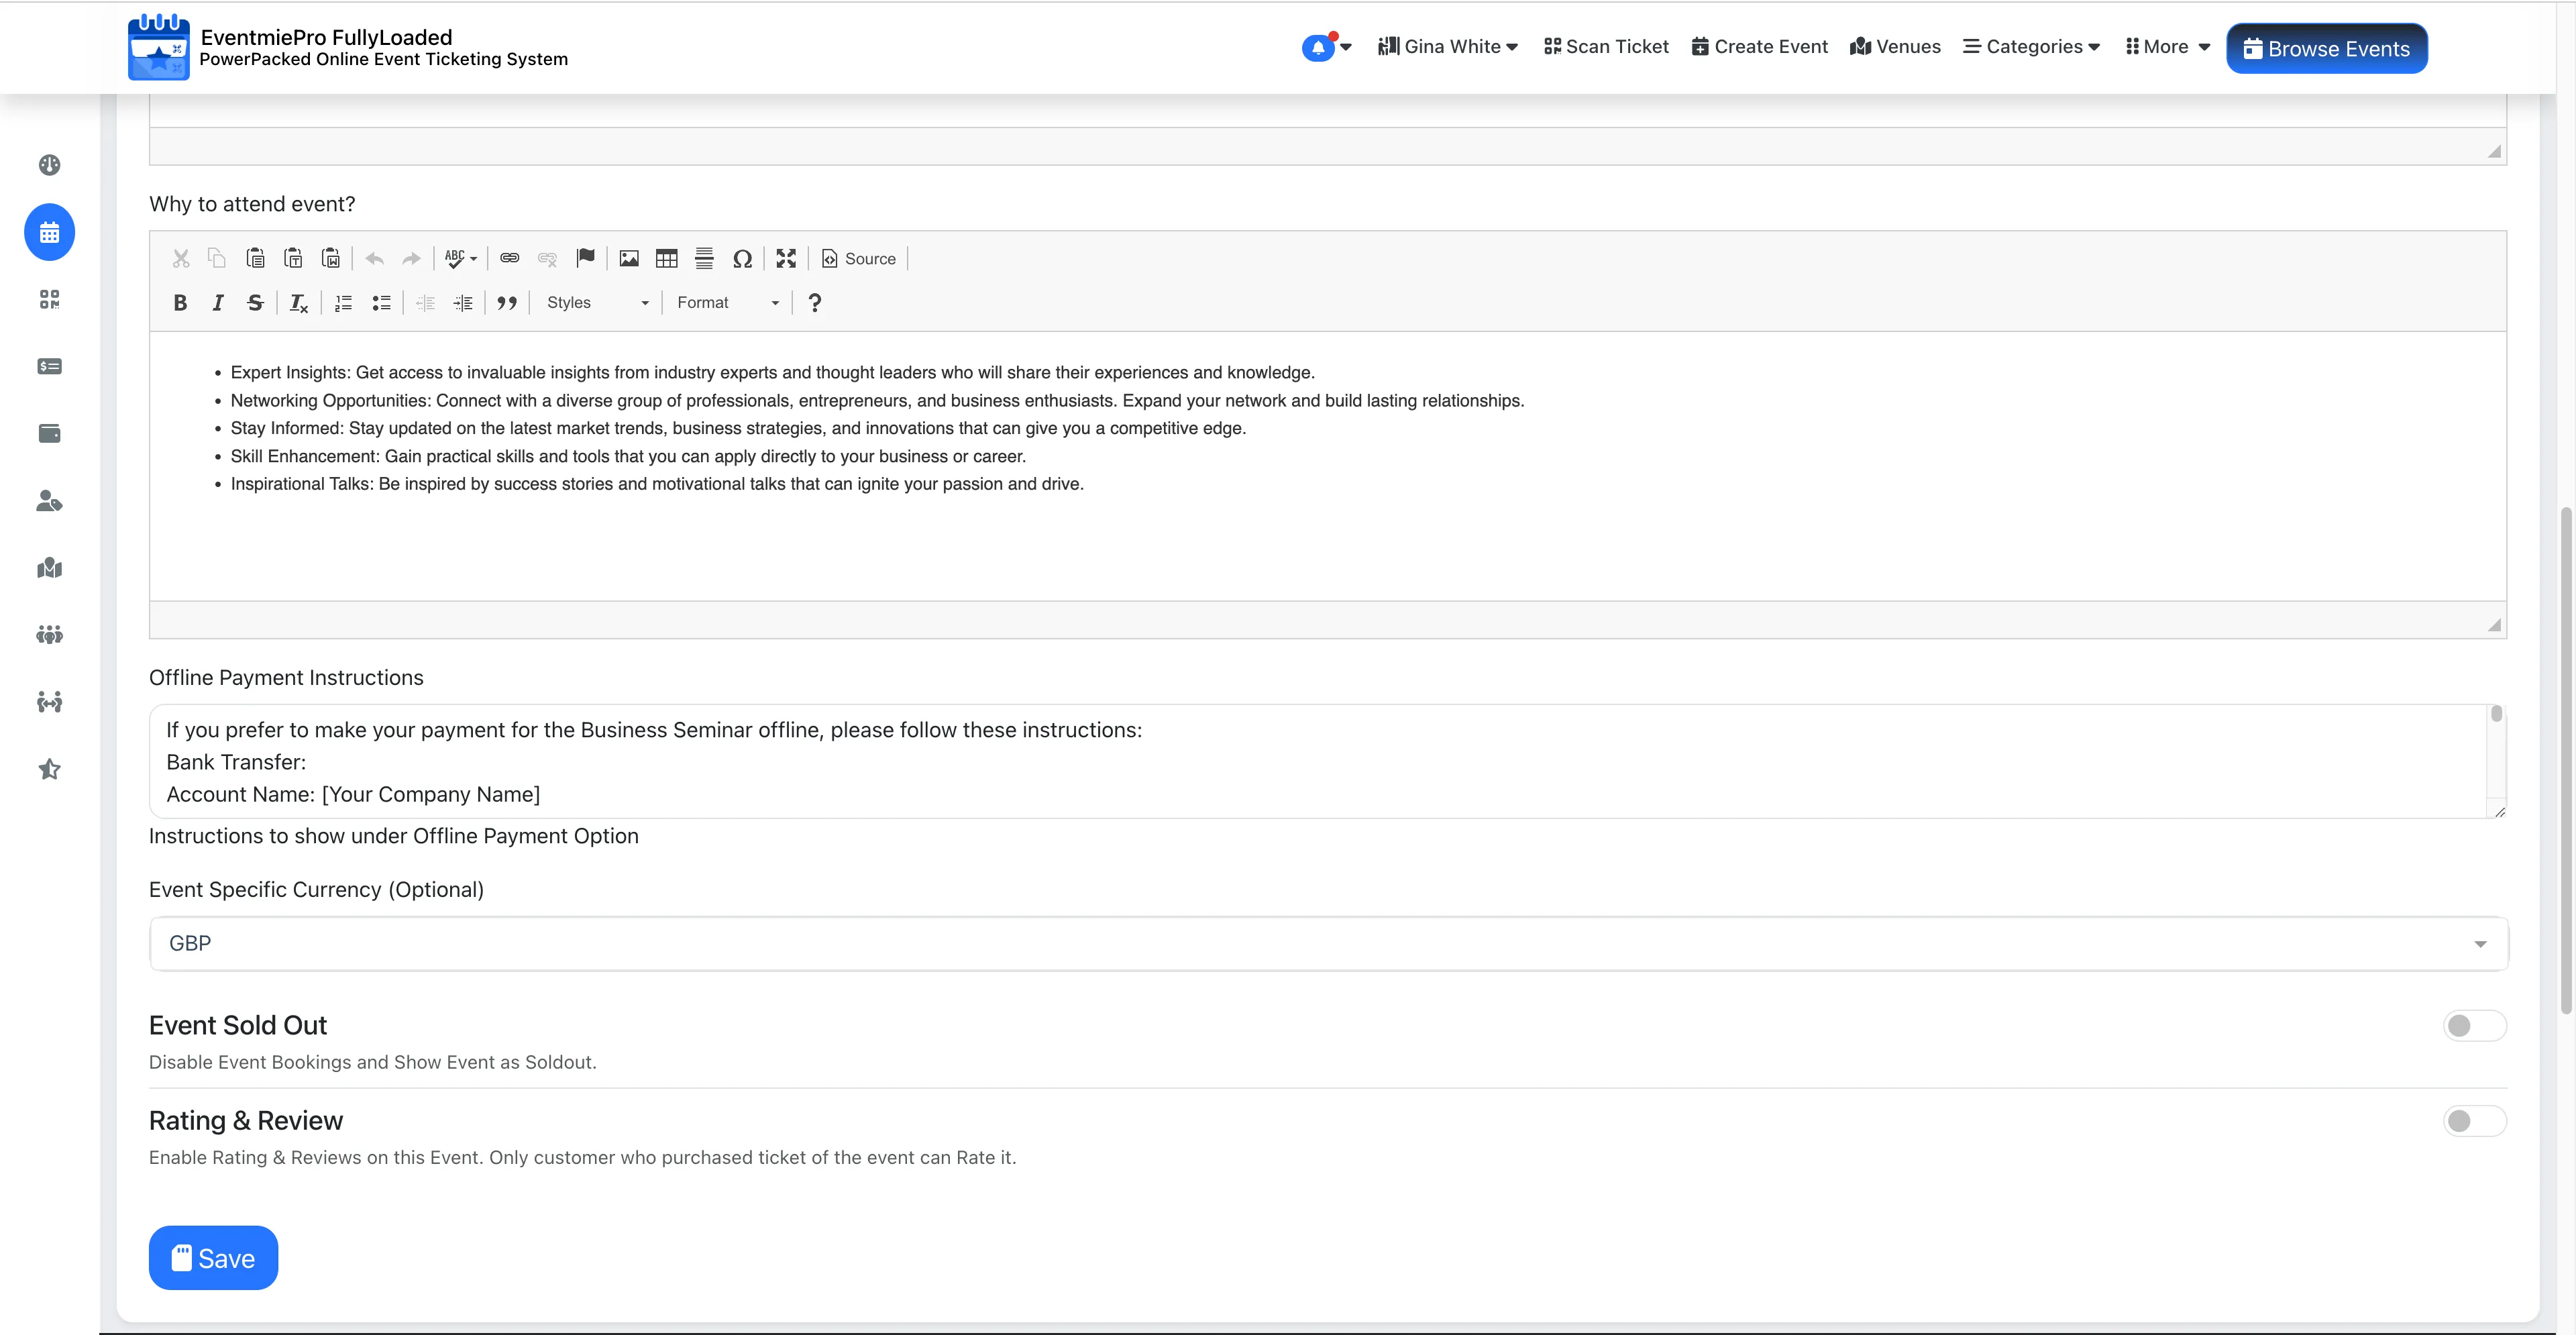 EventmiePro FullyLoaded
PowerPacked Online Event Ticketing System
Gina White
Scan Ticket
Create Event
Venues
Categories
More
Browse Events
Why to attend event?
ABC
Source
B I S Tx
Styles
Format
?
• Expert Insights: Get access to invaluable insights from industry experts and thought leaders who will share their experiences and knowledge.
• Networking Opportunities: Connect with a diverse group of professionals, entrepreneurs, and business enthusiasts. Expand your network and build lasting relationships.
• Stay Informed: Stay updated on the latest market trends, business strategies, and innovations that can give you a competitive edge.
• Skill Enhancement: Gain practical skills and tools that you can apply directly to your business or career.
• Inspirational Talks: Be inspired by success stories and motivational talks that can ignite your passion and drive.
Offline Payment Instructions
If you prefer to make your payment for the Business Seminar offline, please follow these instructions:
Bank Transfer:
Account Name: [Your Company Name]
Instructions to show under Offline Payment Option
Event Specific Currency (Optional)
GBP
Event Sold Out
Disable Event Bookings and Show Event as Soldout.
Rating & Review
Enable Rating & Reviews on this Event. Only customer who purchased ticket of the event can Rate it.
Save